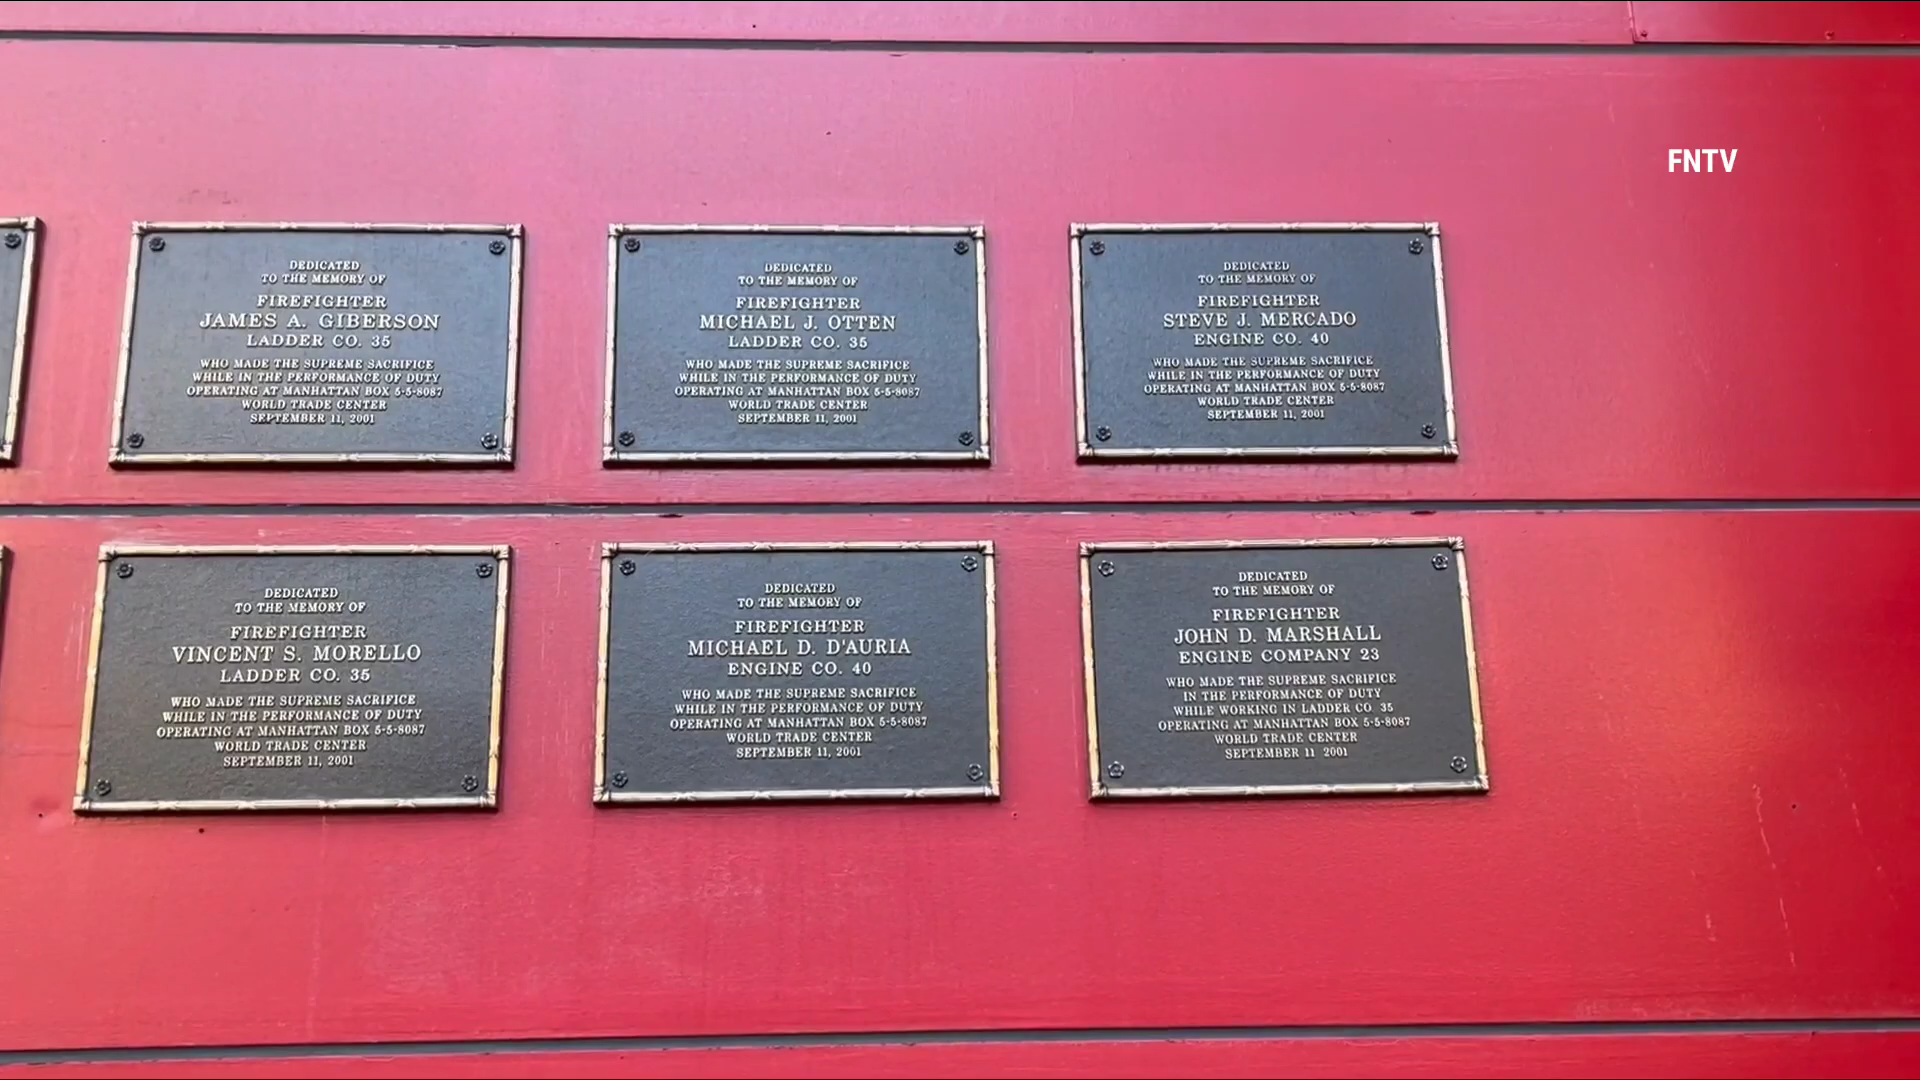 FNTV
DEDICATED
TO THE MEMORY OF
FIREFIGHTER
JAMES A. GIBERSON
LADDER CO. 35
WHO MADE THE SUPREME SACRIFICE
WHILE IN THE PERFORMANCE OF DUTY
OPERATING AT MANHATTAN BOX 5-5-8087
WORLD TRADE CENTER
SEPTEMBER 11, 2001
DEDICATED
TO THE MEMORY OF
FIREFIGHTER
MICHAEL J. OTTEN
LADDER CO. 35
WHO MADE THE SUPREME SACRIFICE
WHILE IN THE PERFORMANCE OF DUTY
OPERATING AT MANHATTAN BOX 5-5-8087
WORLD TRADE CENTER
SEPTEMBER 11, 2001
DEDICATED
TO THE MEMORY OF
FIREFIGHTER
STEVE J. MERCADO
ENGINE CO. 40
WHO MADE THE SUPREME SACRIFICE
WHILE IN THE PERFORMANCE OF DUTY
OPERATING AT MANHATTAN BOX 5-5-8087
WORLD TRADE CENTER
SEPTEMBER 11, 2001
DEDICATED
TO THE MEMORY OF
FIREFIGHTER
VINCENT S. MORELLO
LADDER CO. 35
WHO MADE THE SUPREME SACRIFICE
WHILE IN THE PERFORMANCE OF DUTY
OPERATING AT MANHATTAN BOX 5-5-8087
WORLD TRADE CENTER
SEPTEMBER 11, 2001
DEDICATED
TO THE MEMORY OF
FIREFIGHTER
MICHAEL D. D'AURIA
ENGINE CO. 40
WHO MADE THE SUPREME SACRIFICE
WHILE IN THE PERFORMANCE OF DUTY
OPERATING AT MANHATTAN BOX 5-5-8087
WORLD TRADE CENTER
SEPTEMBER 11, 2001
DEDICATED
TO THE MEMORY OF
FIREFIGHTER
JOHN D. MARSHALL
ENGINE COMPANY 23
WHO MADE THE SUPREME SACRIFICE
IN THE PERFORMANCE OF DUTY
WHILE WORKING IN LADDER CO. 35
OPERATING AT MANHATTAN BOX 5-5-8087
WORLD TRADE CENTER
SEPTEMBER 11 2001